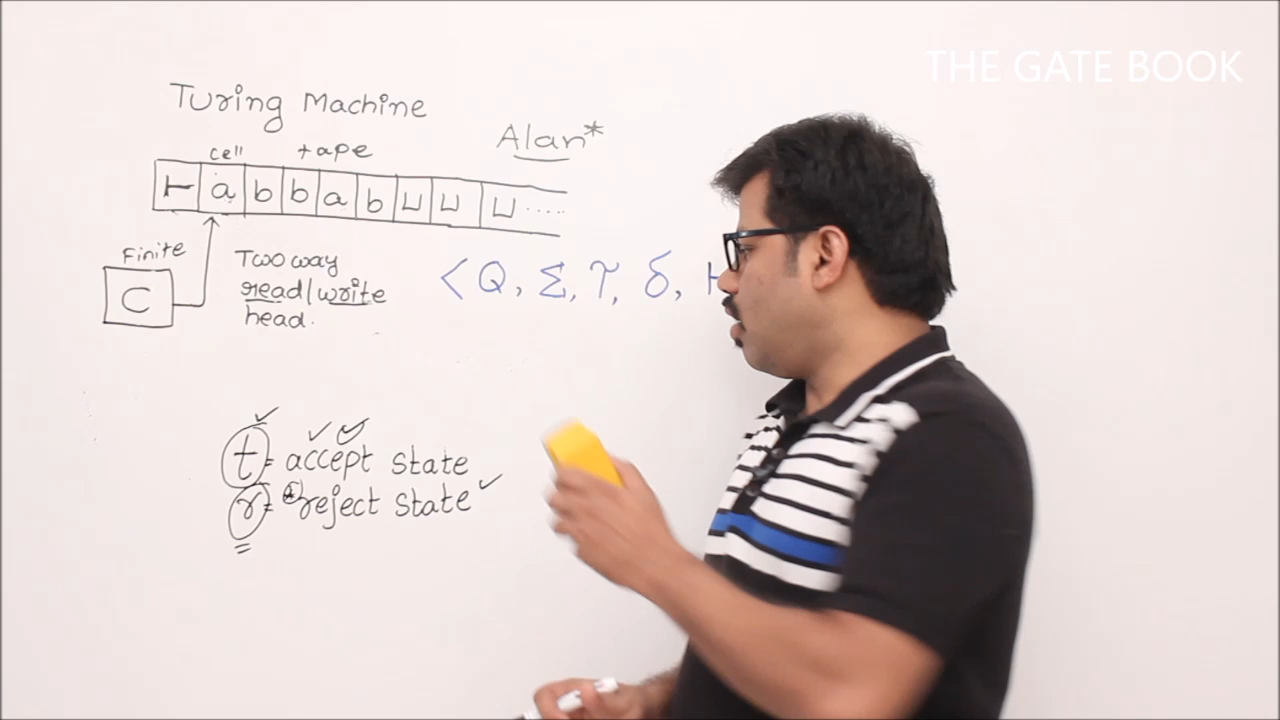 THE GATE BOOK
Turing Machine
Alan*
cell tape
⊢ a b b a b ⊔ ⊔ ⊔ .....
Finite
C
Two way
read/write
head.
<Q, Σ, Γ, δ, ⊢
t = accept state
r = reject state